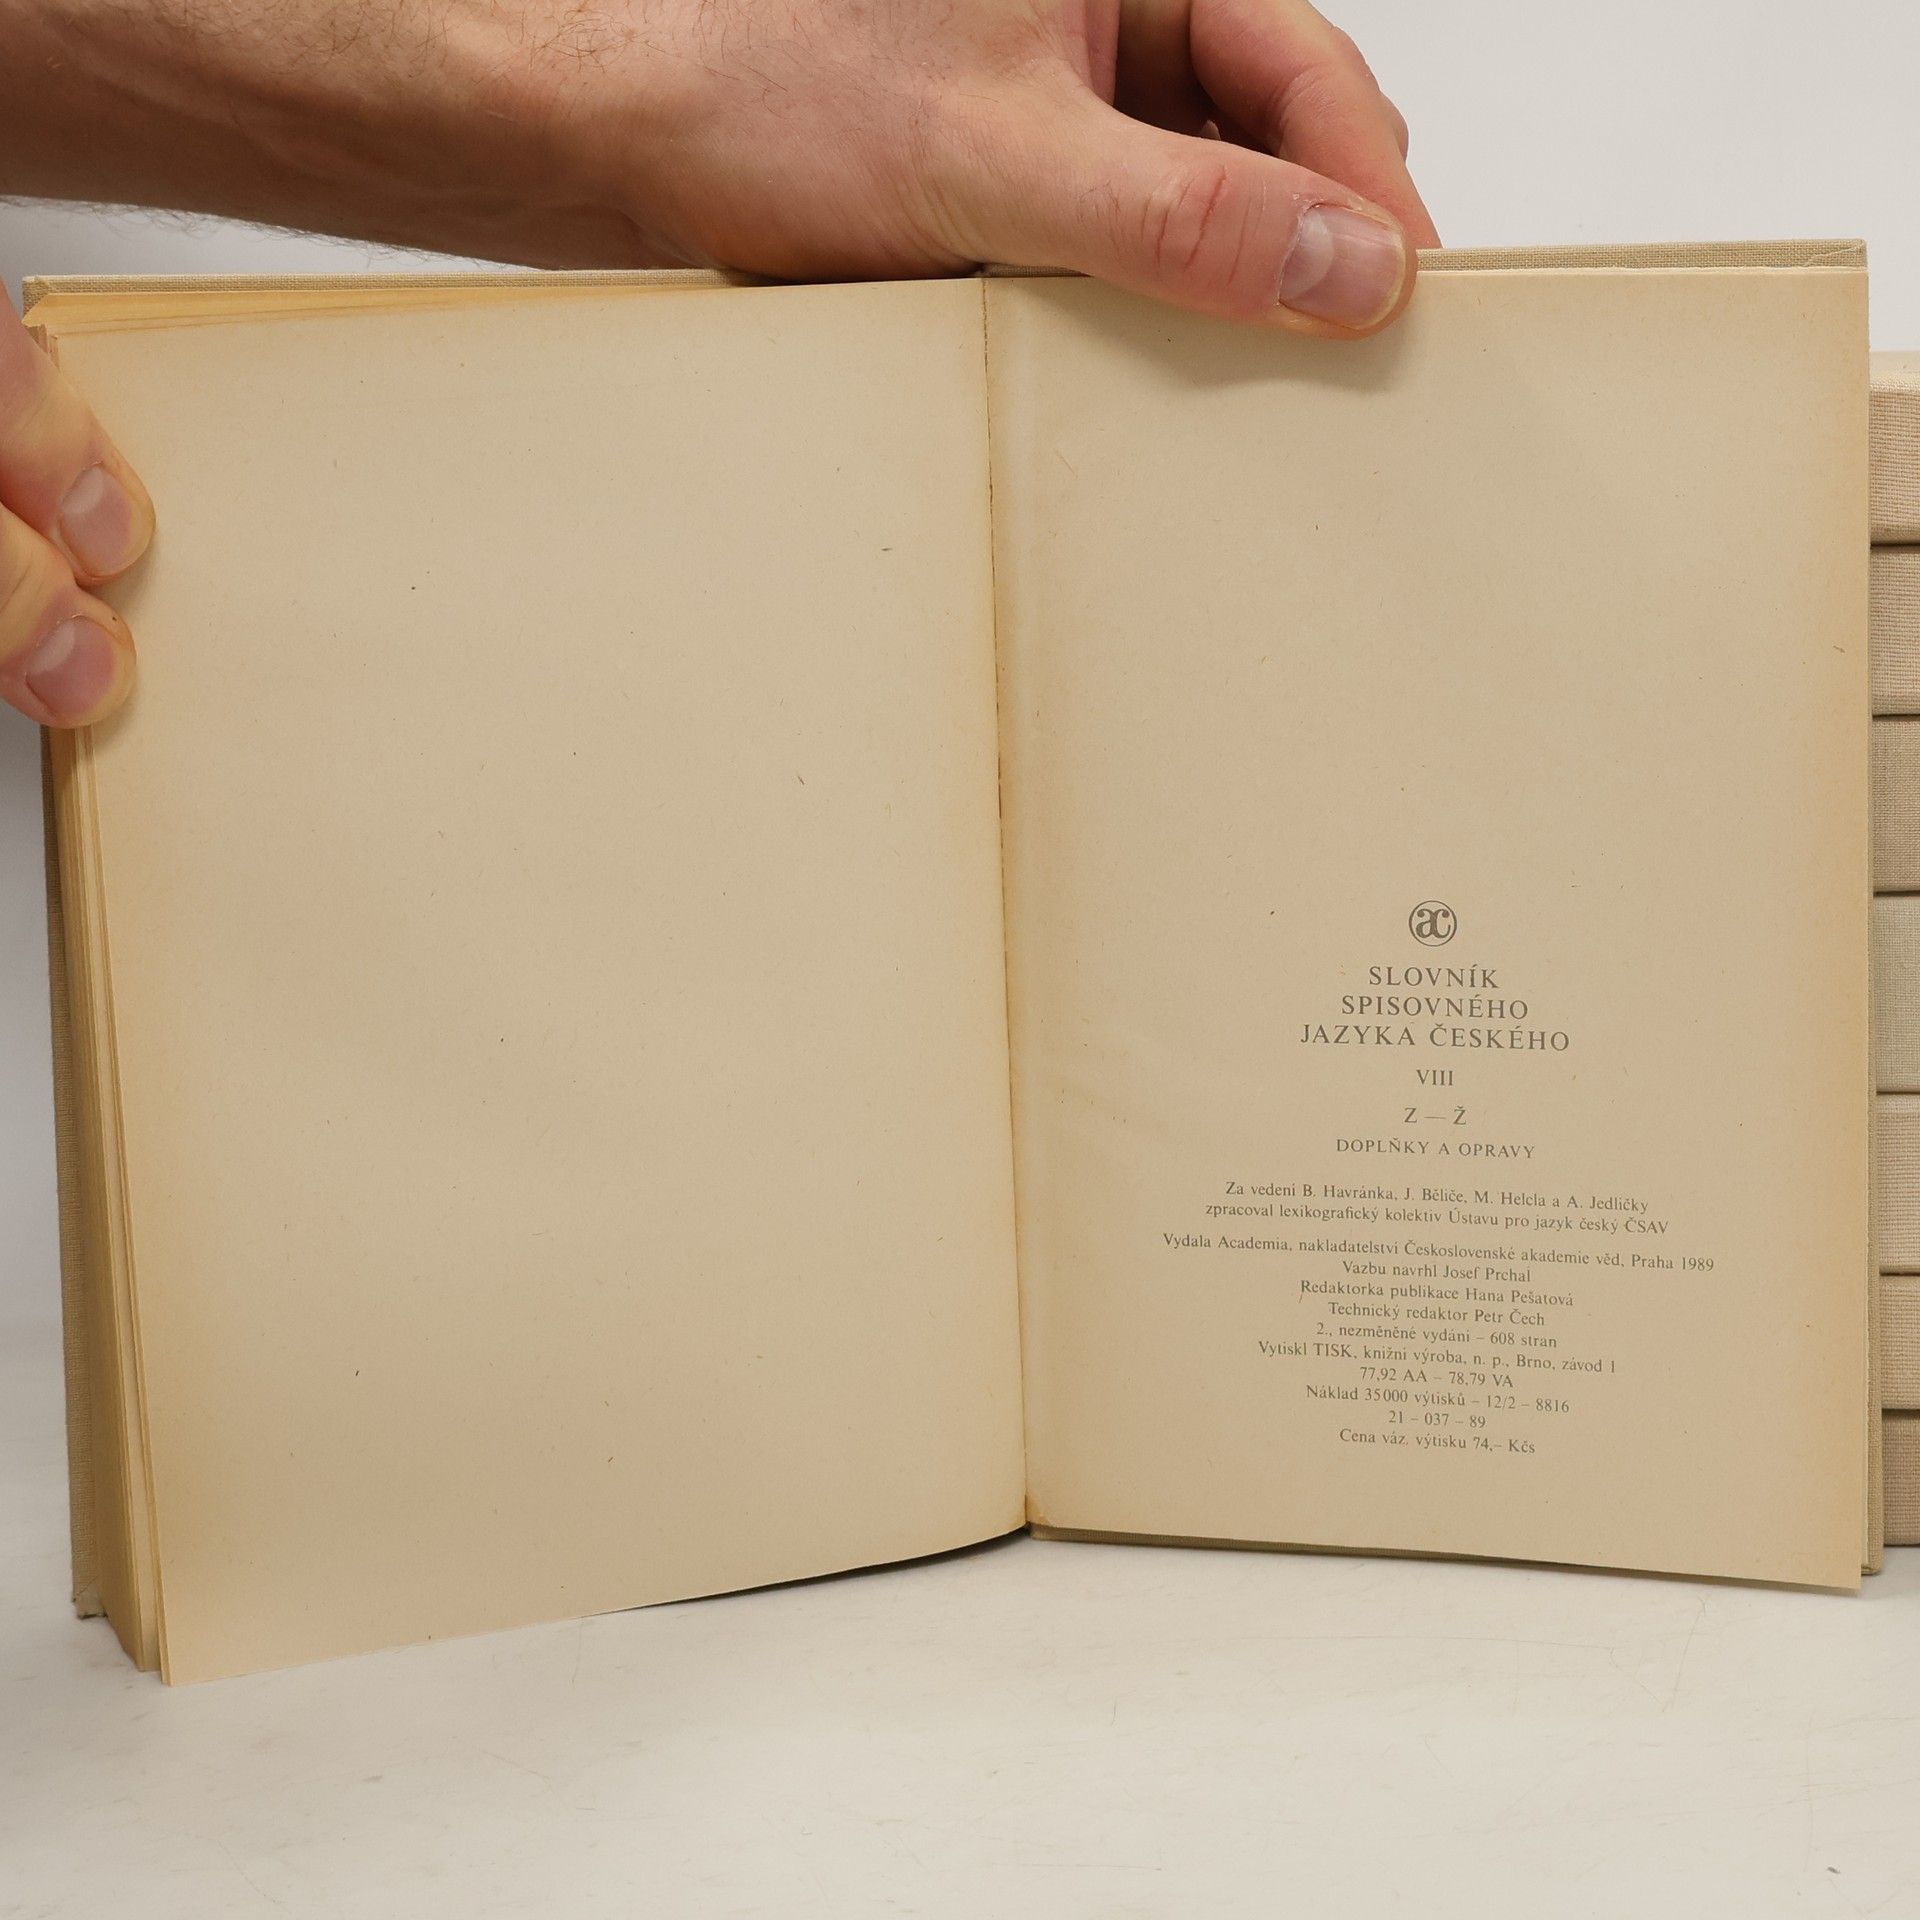 ac
SLOVNÍK
SPISOVNÉHO
JAZYKA ČESKÉHO
VIII
Z — Ž
DOPLŇKY A OPRAVY
Za vedení B. Havránka, J. Běliče, M. Helcla a A. Jedličky
zpracoval lexikografický kolektiv Ústavu pro jazyk český ČSAV
Vydala Academia, nakladatelství Československé akademie věd, Praha 1989
Vazbu navrhl Josef Prchal
Redaktorka publikace Hana Pešatová
Technický redaktor Petr Čech
2., nezměněné vydání – 608 stran
Vytiskl TISK, knižní výroba, n. p., Brno, závod 1
77,92 AA – 78,79 VA
Náklad 35000 výtisků – 12/2 – 8816
21 – 037 – 89
Cena váz. výtisku 74,– Kčs